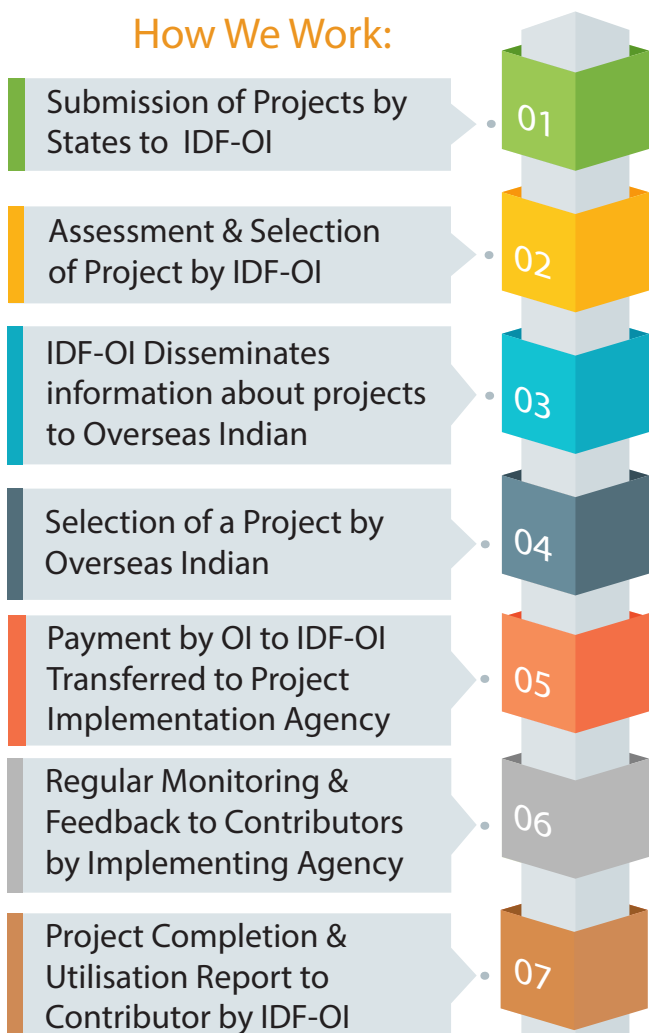 How We Work:
Submission of Projects by
States to IDF-OI
01
Assessment & Selection
of Project by IDF-OI
02
IDF-OI Disseminates
information about projects
to Overseas Indian
03
Selection of a Project by
Overseas Indian
04
Payment by OI to IDF-OI
Transferred to Project
Implementation Agency
05
Regular Monitoring &
Feedback to Contributors
by Implementing Agency
06
Project Completion &
Utilisation Report to
Contributor by IDF-OI
07